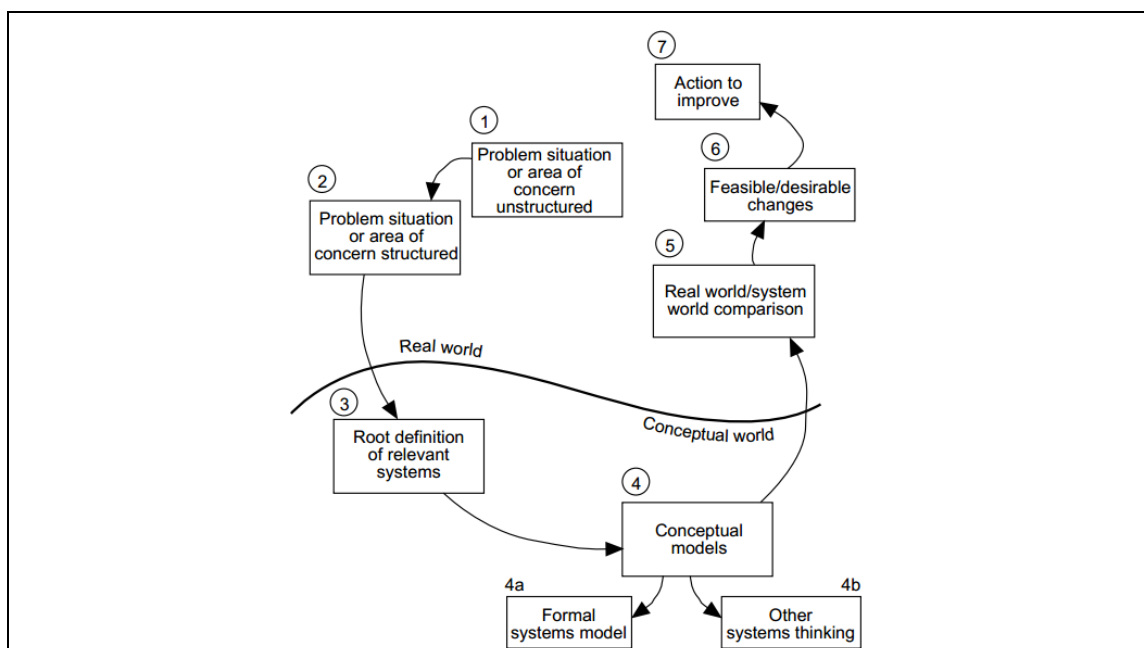 7
Action to
improve
1
Problem situation
or area of
concern
unstructured
6
Feasible/desirable
changes
2
Problem situation
or area of
concern structured
5
Real world/system
world comparison
Real world
Conceptual world
3
Root definition
of relevant
systems
4
Conceptual
models
4a
Formal
systems model
4b
Other
systems thinking